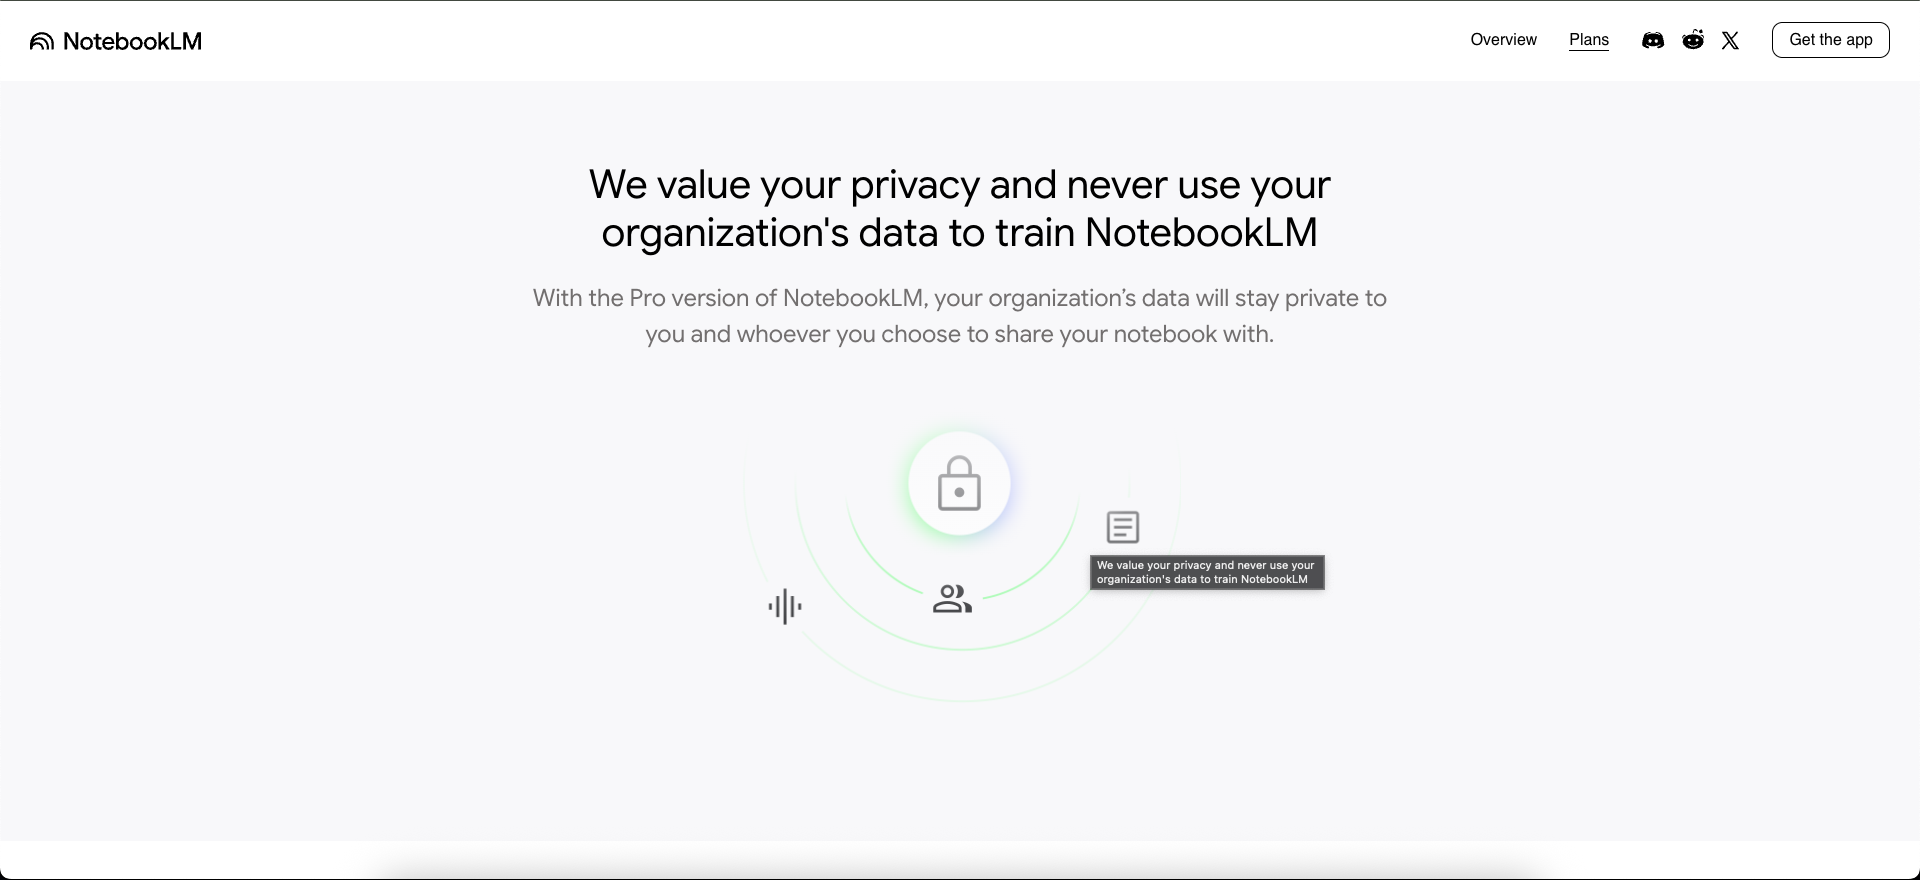 NotebookLM
Overview
Plans
Get the app
We value your privacy and never use your
organization's data to train NotebookLM
With the Pro version of NotebookLM, your organization’s data will stay private to
you and whoever you choose to share your notebook with.
We value your privacy and never use your
organization's data to train NotebookLM